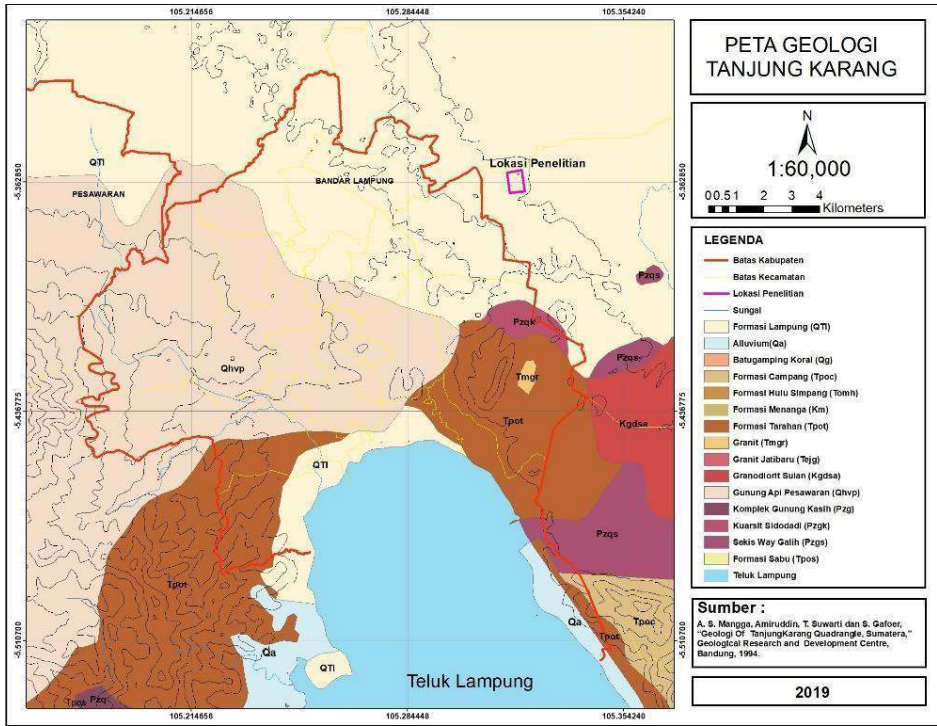 105.214656
105.284448
105.354240
QTl
PESAWARAN
BANDAR LAMPUNG
Lokasi Penelitian
-5.362850
-5.362850
Pzqs
Pzqk
Pzqs
Qhvp
Tmgr
-5.436775
-5.436775
Tpot
Kgdsa
QTl
Pzqs
Tpot
Tpoc
Qa
Tpot
-5.510700
-5.510700
Qa
QTl
Teluk Lampung
Tpos
Pzq
105.214656
105.284448
105.354240
PETA GEOLOGI
TANJUNG KARANG
N
1:60,000
0 0.5 1 2 3 4
Kilometers
LEGENDA
Batas Kabupaten
Batas Kecamatan
Lokasi Penelitian
Sungai
Formasi Lampung (QTl)
Alluvium(Qa)
Batugamping Koral (Qg)
Formasi Campang (Tpoc)
Formasi Hulu Simpang (Tomh)
Formasi Menanga (Km)
Formasi Tarahan (Tpot)
Granit (Tmgr)
Granit Jatibaru (Tejg)
Granodiorit Sulan (Kgdsa)
Gunung Api Pesawaran (Qhvp)
Komplek Gunung Kasih (Pzg)
Kuarsit Sidodadi (Pzgk)
Sekis Way Galih (Pzgs)
Formasi Sabu (Tpos)
Teluk Lampung
Sumber :
A. S. Mangga, Amiruddin, T. Suwarti dan S. Gafoer,
"Geologi Of TanjungKarang Quadrangle, Sumatera,"
Geological Research and Development Centre,
Bandung, 1994.
2019